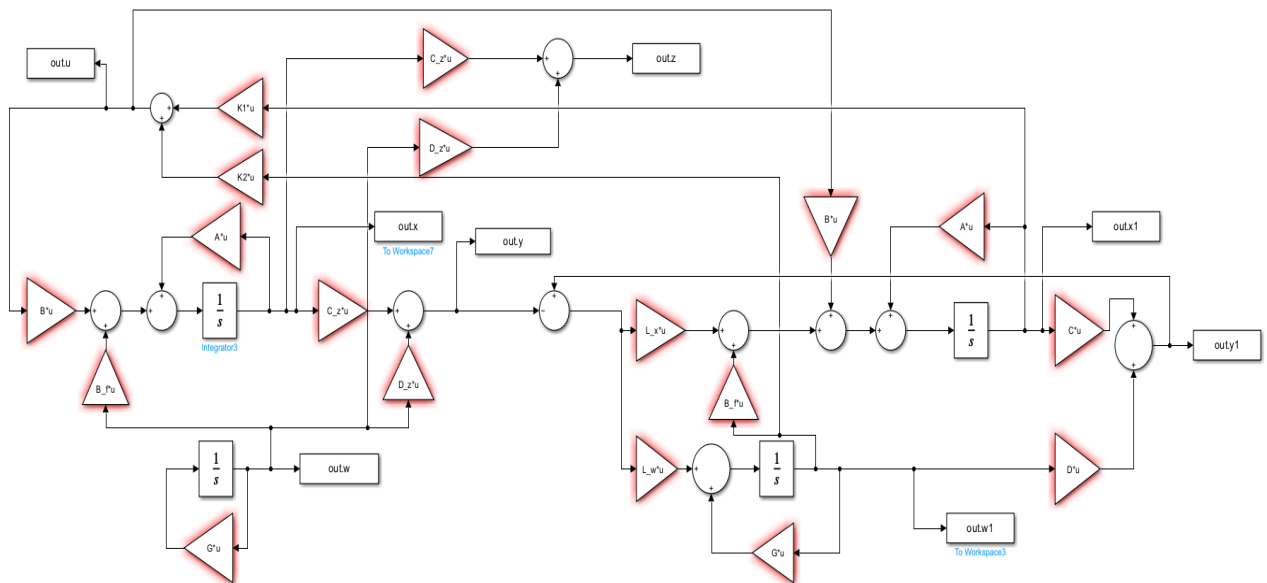 C_z*u
+
+
out.z
out.u
+
+
K1*u
D_z*u
K2*u
A*u
out.x
To Workspace7
out.y
B*u
A*u
out.x1
+
+
+
+
B*u
+
+
+
+
1
s
Integrator3
C_z*u
+
+
-
L_x*u
+
+
+
+
+
1
s
C*u
+
+
out.y1
B_f*u
D_z*u
B_f*u
1
s
out.w
L_w*u
+
+
1
s
D*u
out.w1
To Workspace3
G*u
G*u